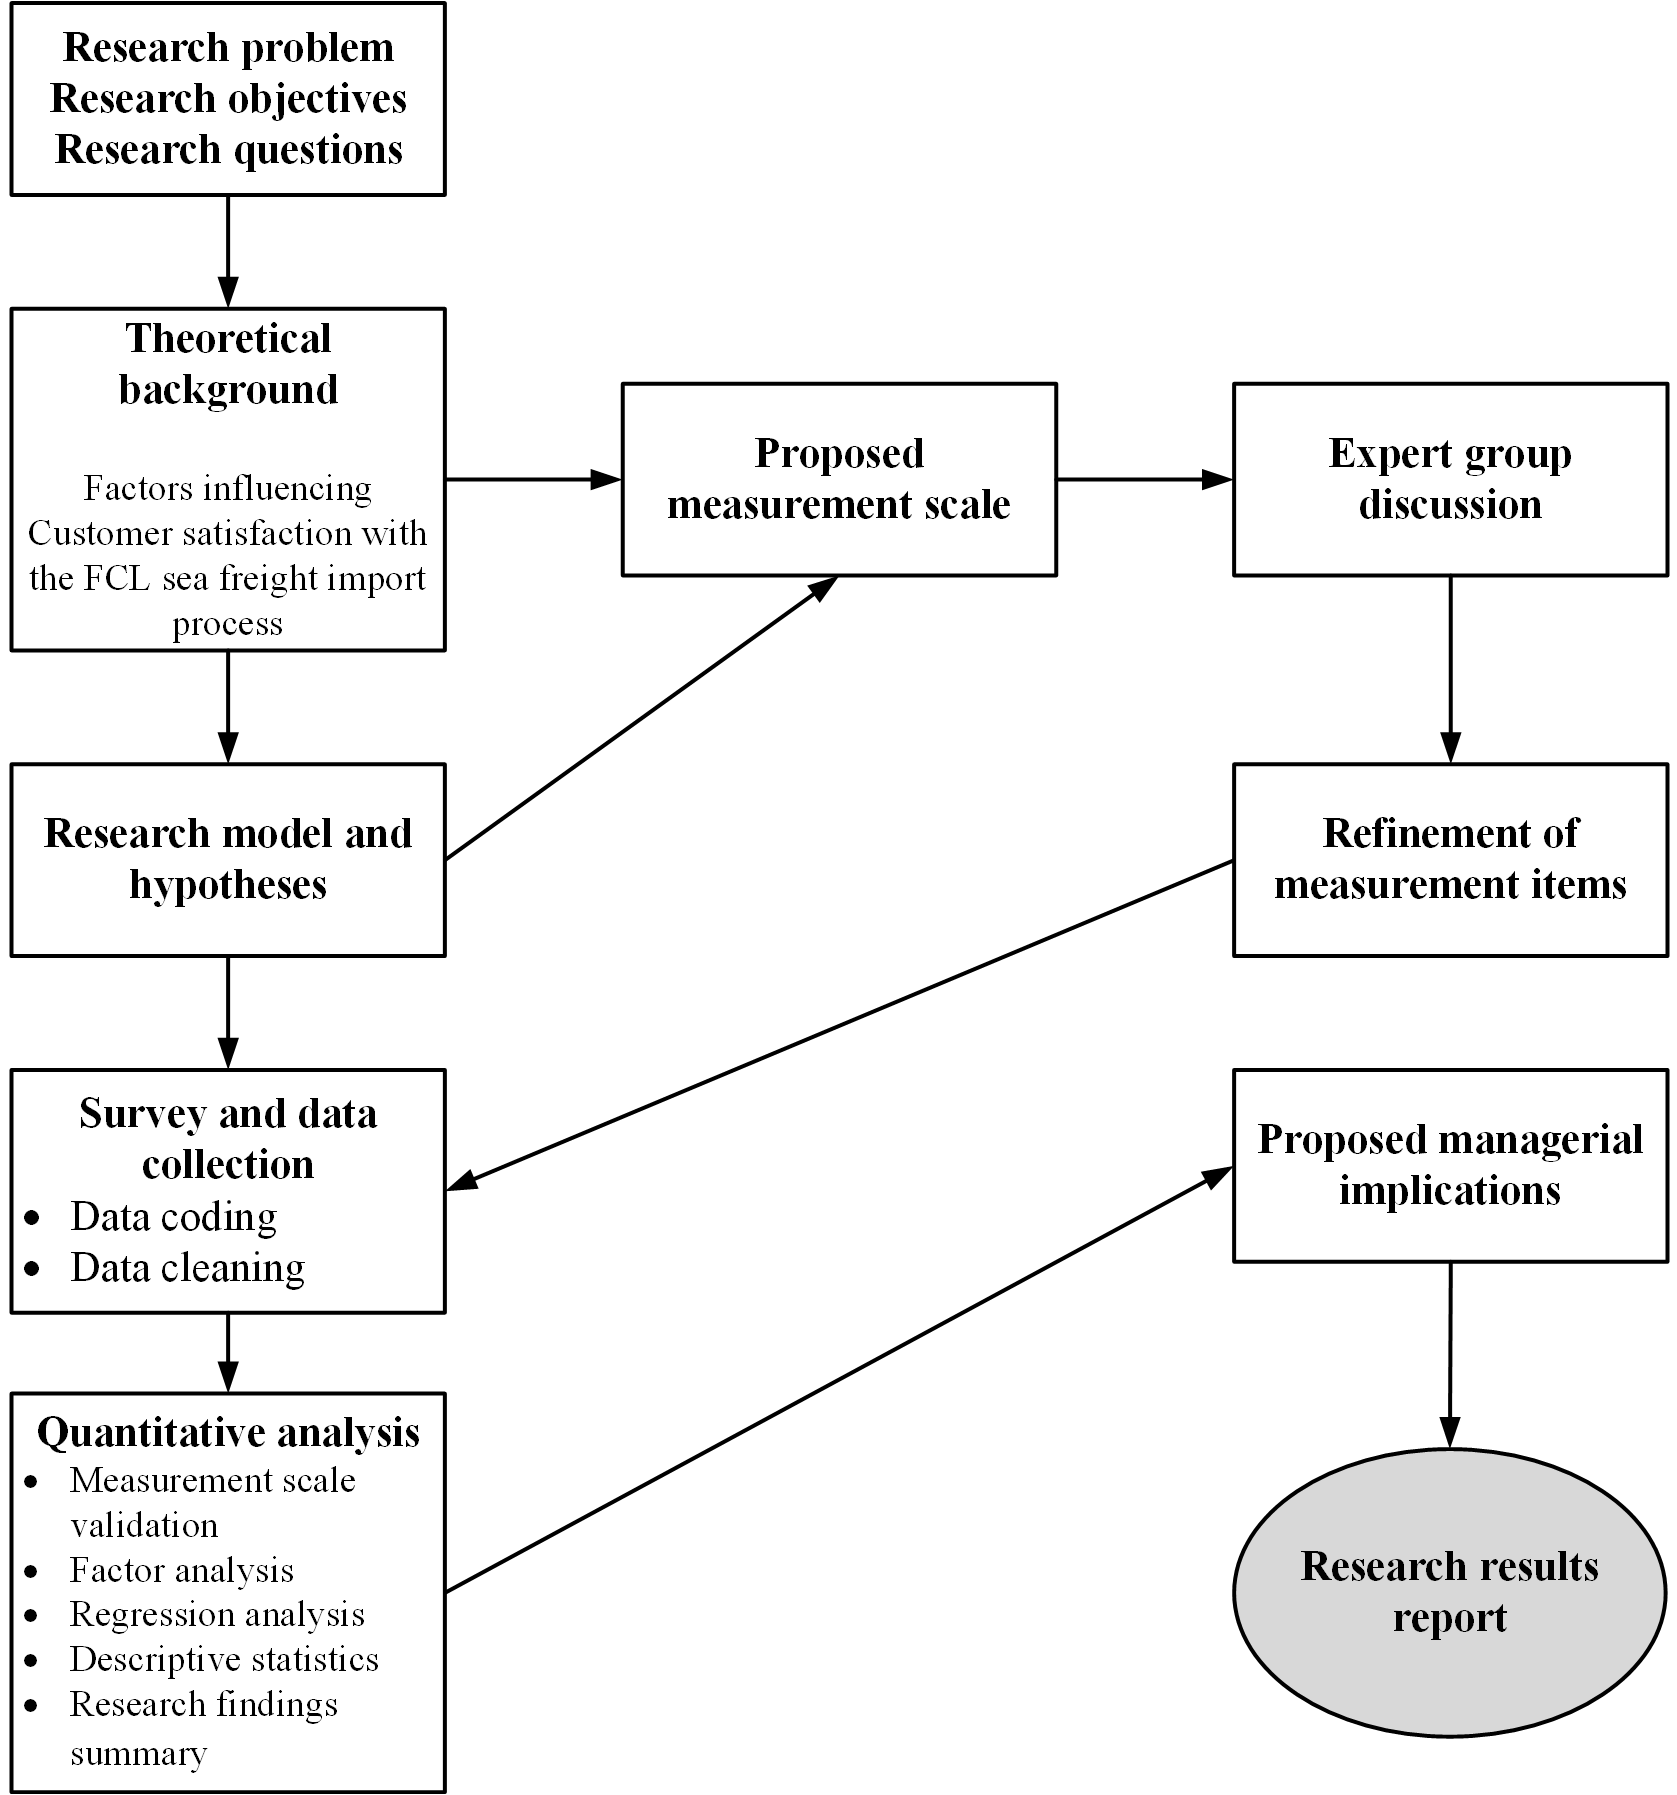 Research problem
Research objectives
Research questions
Theoretical
background
Factors influencing
Customer satisfaction with
the FCL sea freight import
process
Proposed
measurement scale
Expert group
discussion
Research model and
hypotheses
Refinement of
measurement items
Survey and data
collection
• Data coding
• Data cleaning
Proposed managerial
implications
Quantitative analysis
• Measurement scale
validation
• Factor analysis
• Regression analysis
• Descriptive statistics
• Research findings
summary
Research results
report